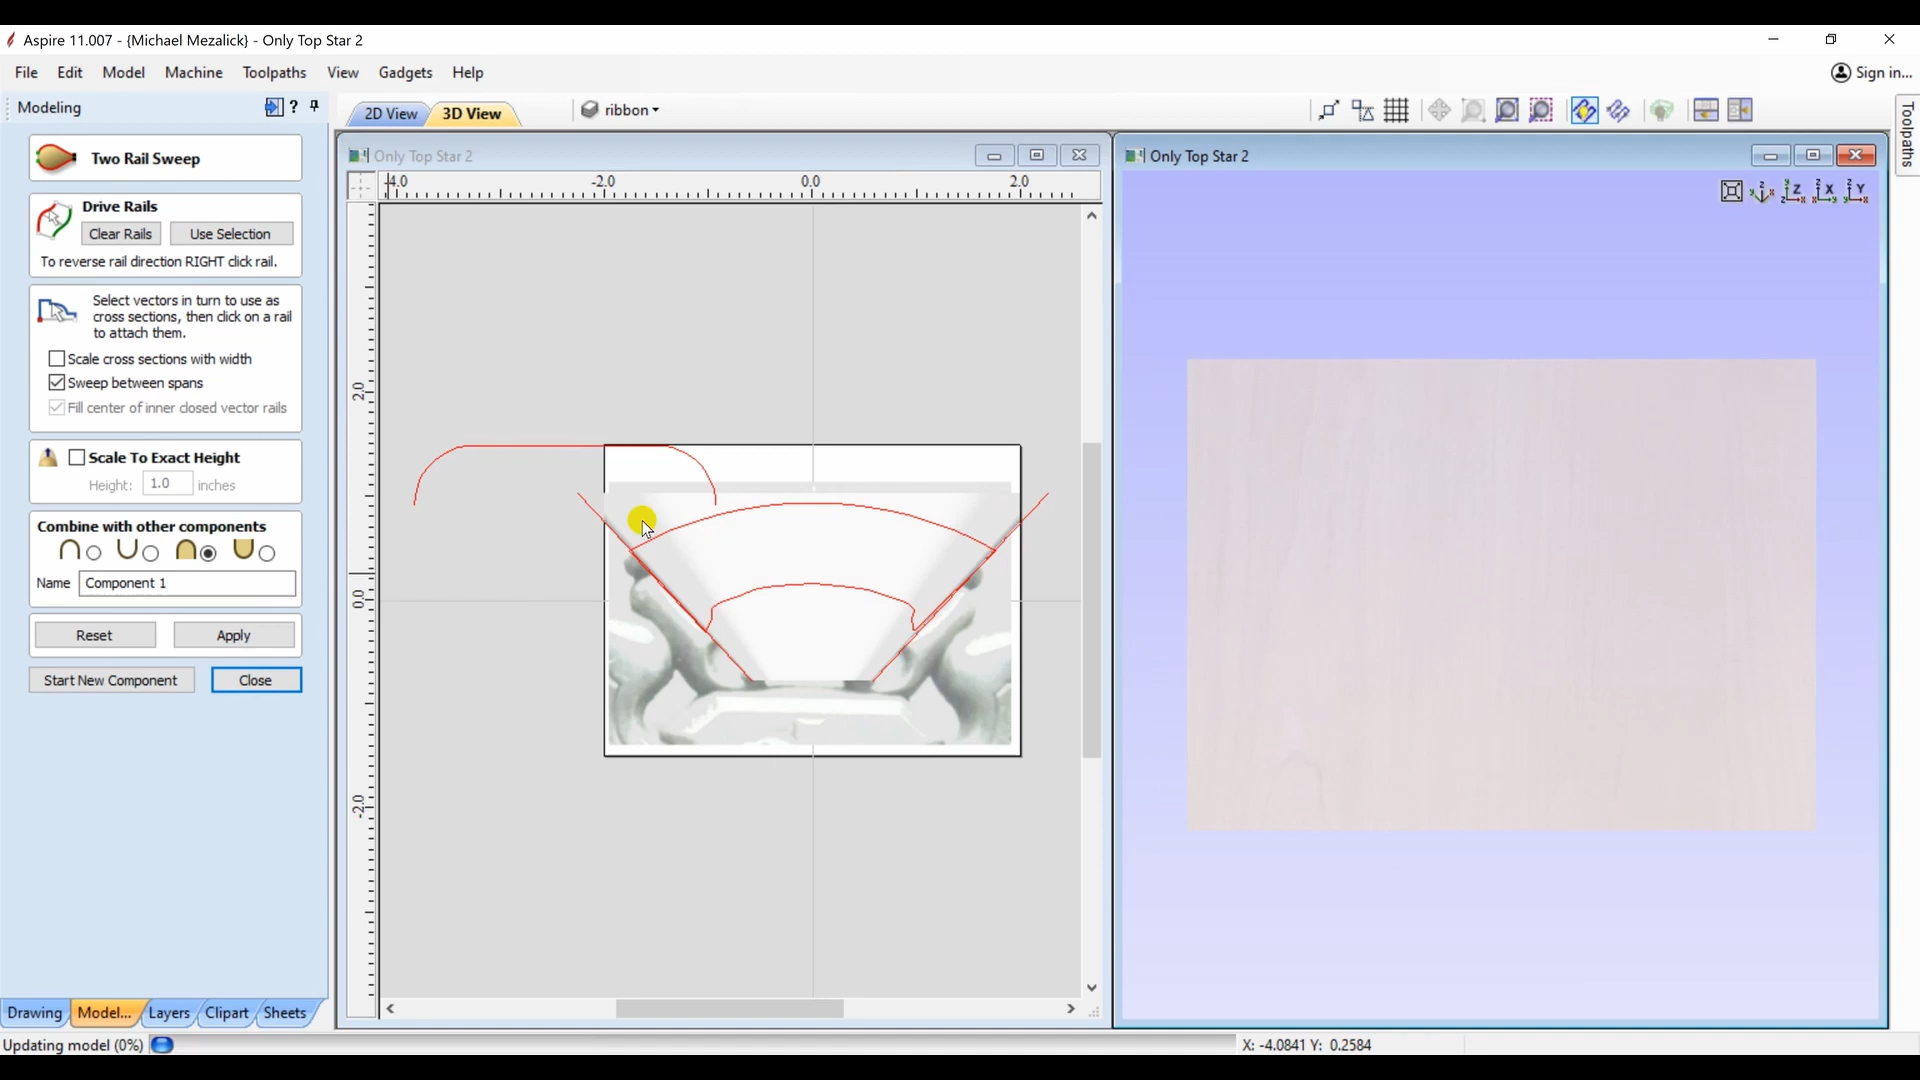 Aspire 11.007 - {Michael Mezalick} - Only Top Star 2
File Edit Model Machine Toolpaths View Gadgets Help
Sign in...
Modeling
?
2D View
3D View
ribbon
Toolpaths
Two Rail Sweep
Drive Rails
Clear Rails
Use Selection
To reverse rail direction RIGHT click rail.
Select vectors in turn to use as
cross sections, then click on a rail
to attach them.
Scale cross sections with width
Sweep between spans
Fill center of inner closed vector rails
Scale To Exact Height
Height: 1.0 inches
Combine with other components
Name Component 1
Reset
Apply
Start New Component
Close
Only Top Star 2
-4.0 -2.0 0.0 2.0
2.0
0.0
-2.0
Only Top Star 2
Drawing
Model...
Layers
Clipart
Sheets
Updating model (0%)
X: -4.0841 Y: 0.2584